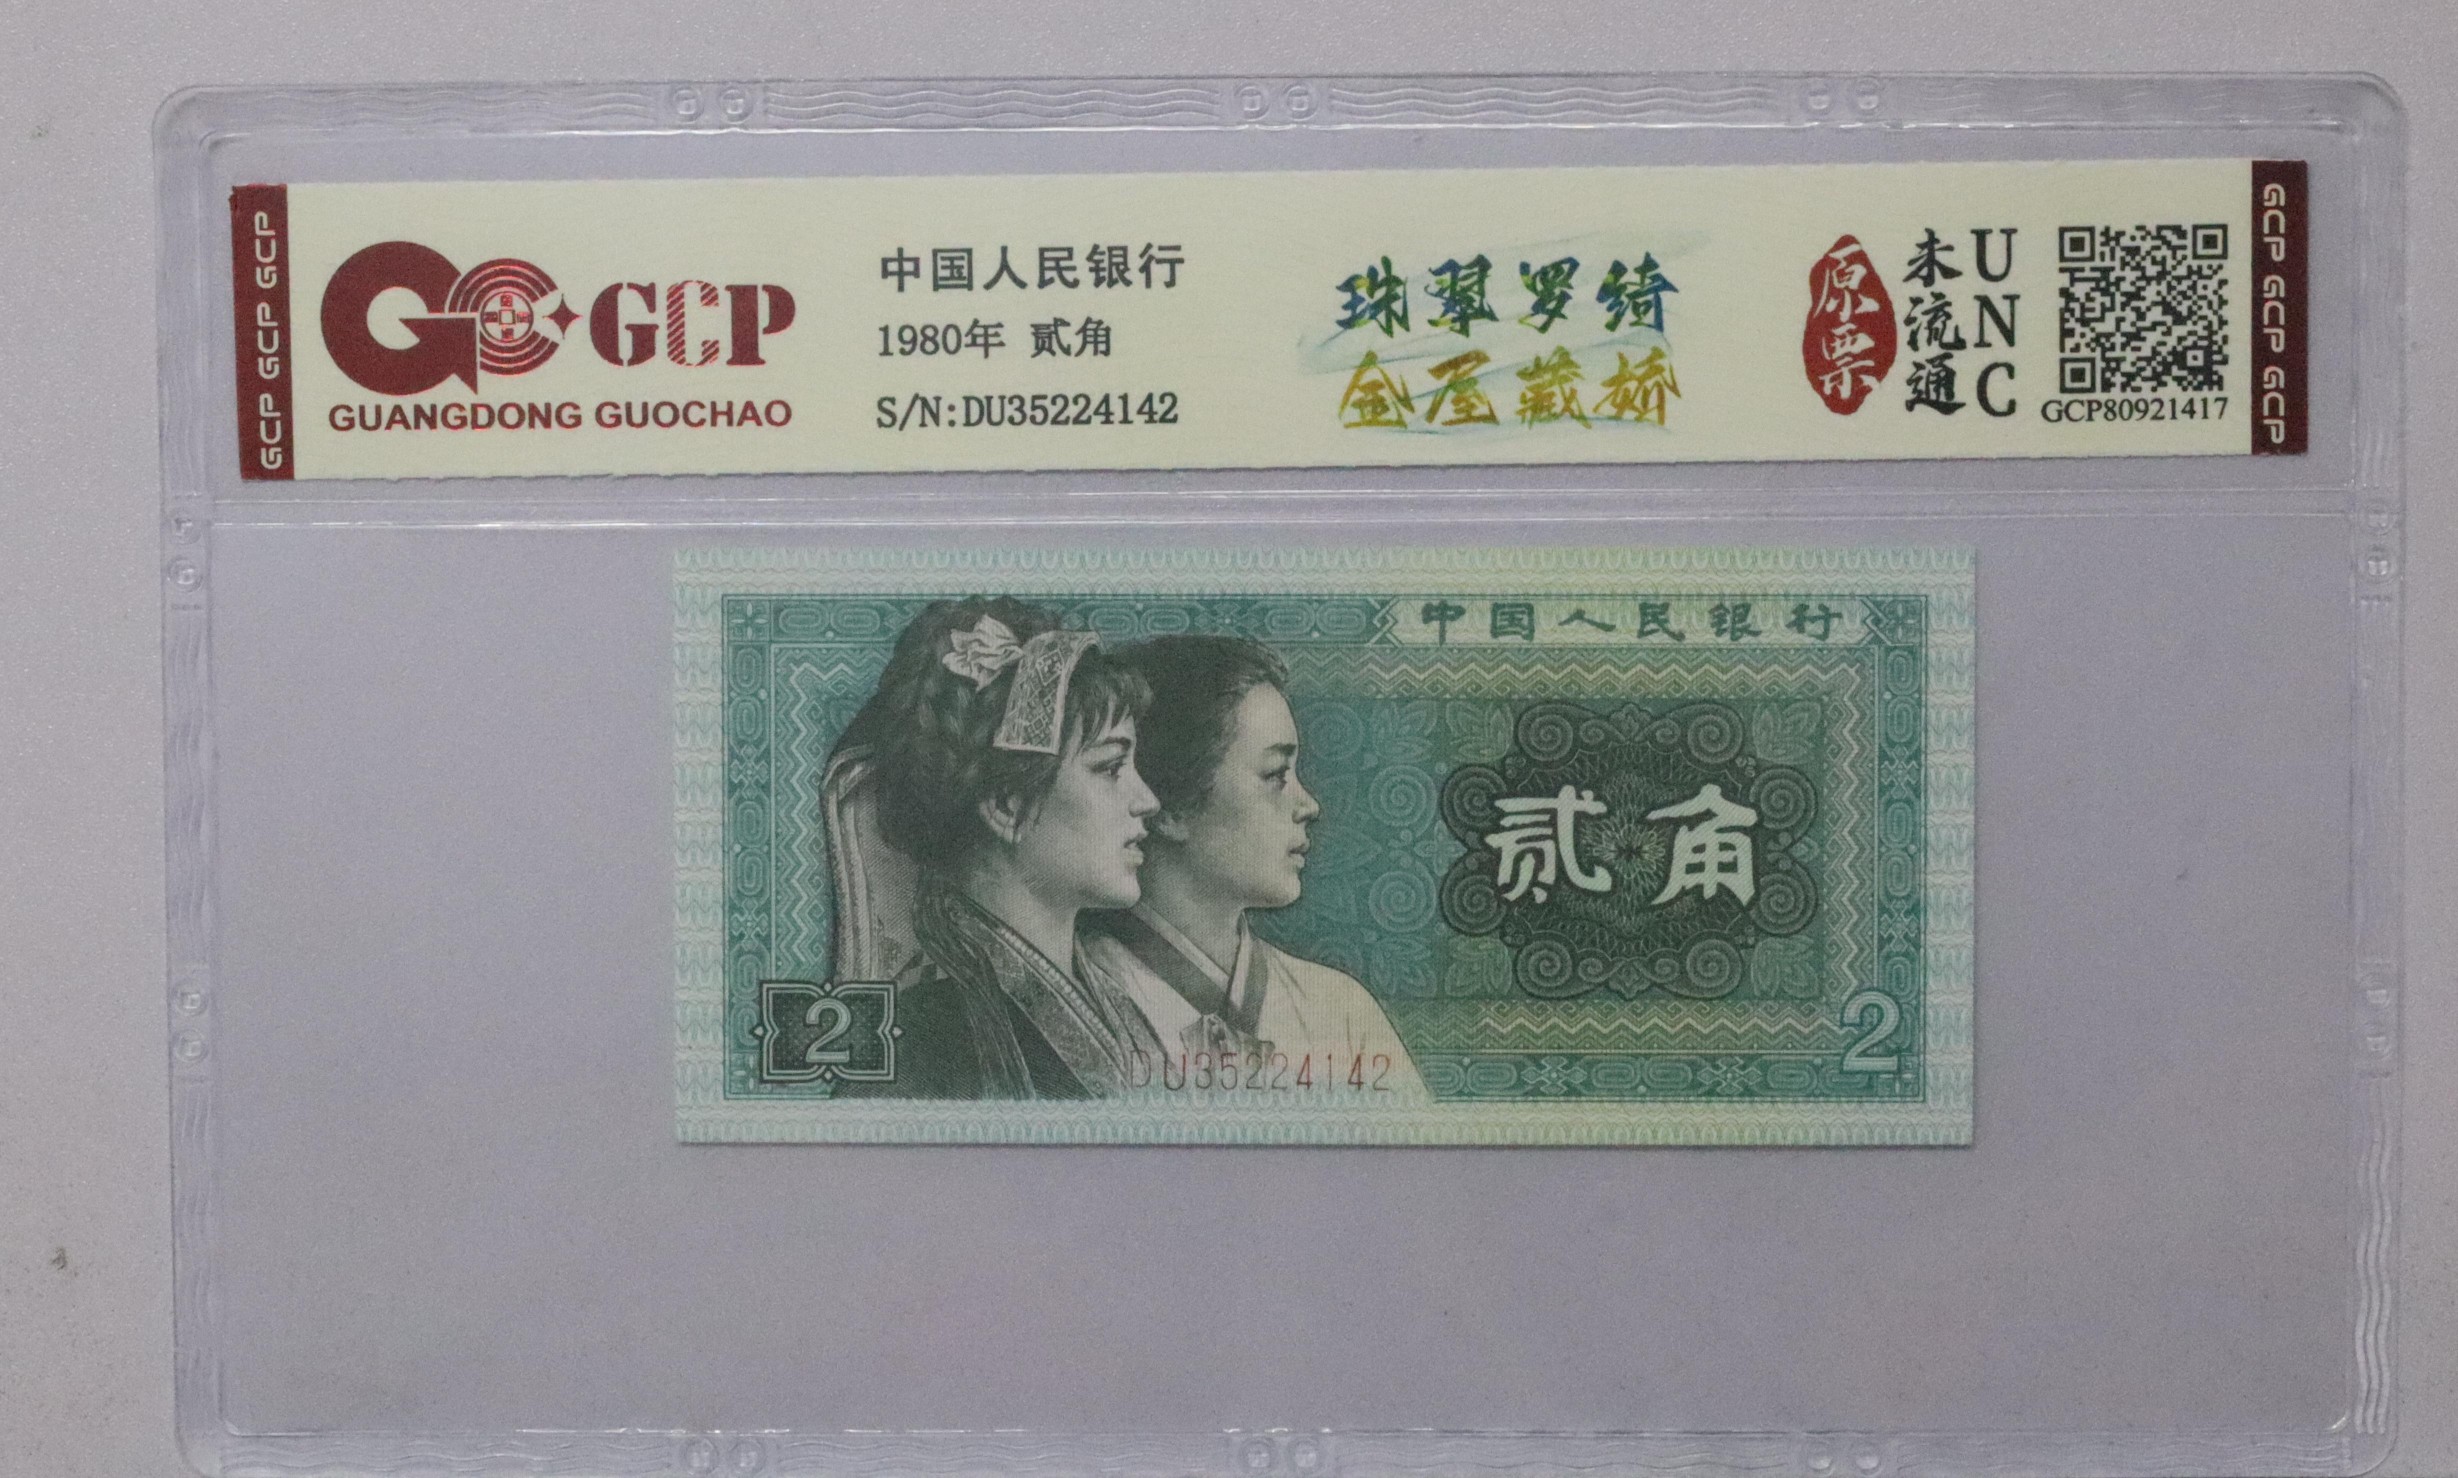 GCP GCP GCP
GCP
GUANGDONG GUOCHAO
中国人民银行
1980年 贰角
S/N:DU35224142
珠翠罗绮
金屋藏娇
原票
未流通
UNC
GCP80921417
GCP GCP GCP
中国人民银行
贰角
2
2
DU35224142